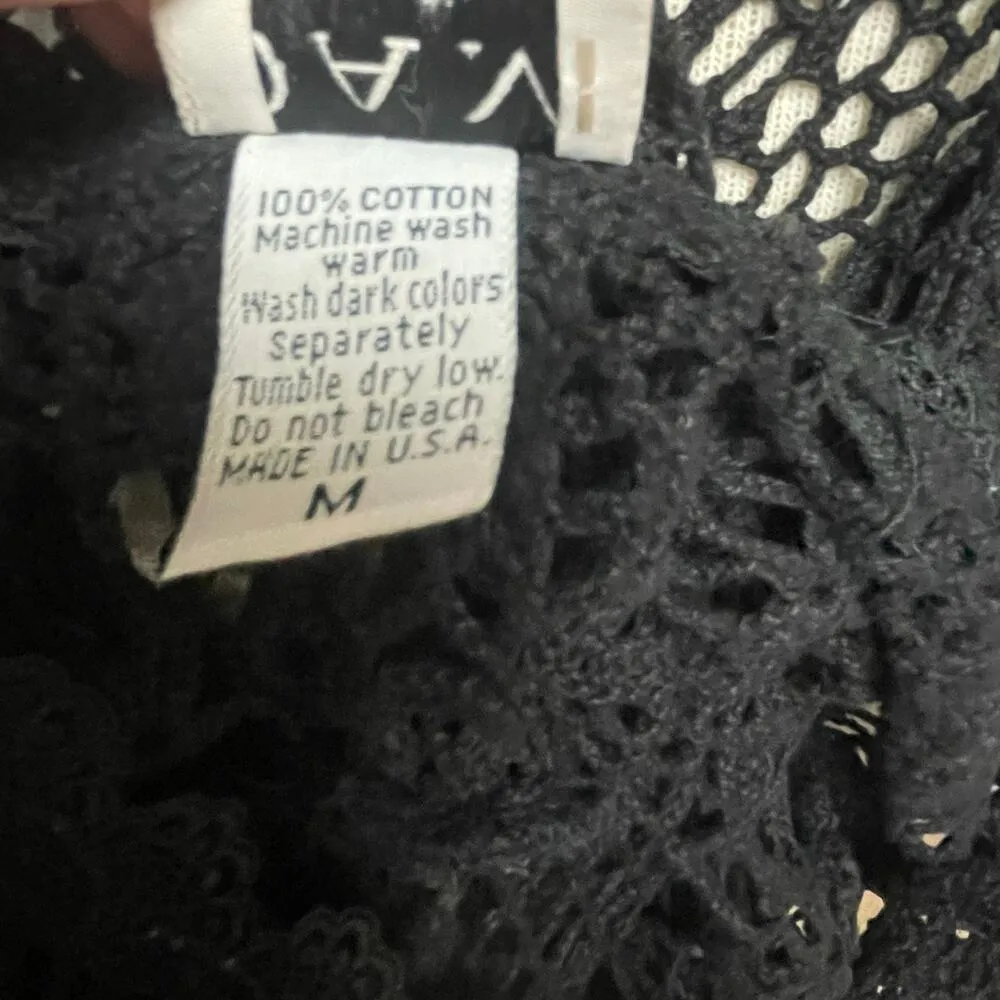 100% COTTON
Machine wash
warm
Wash dark colors
Separately
Tumble dry low.
Do not bleach
MADE IN U.S.A.
M